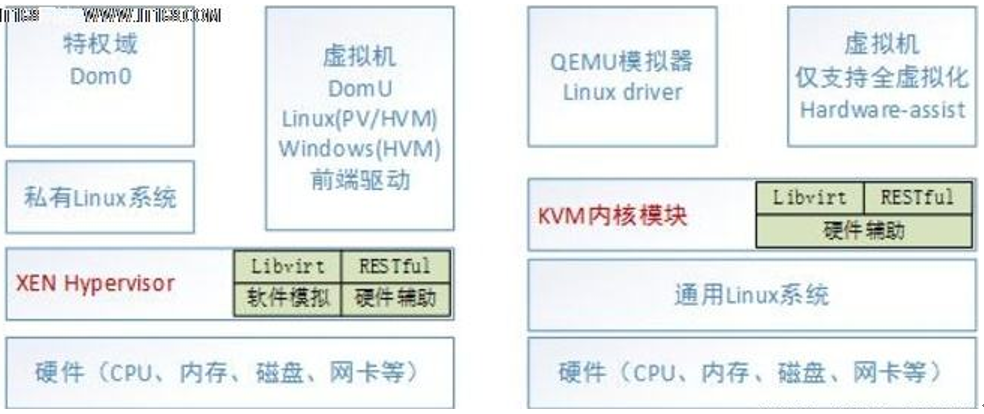 WWW.IT168.COM
特权域
Dom0
虚拟机
DomU
Linux(PV/HVM)
Windows(HVM)
前端驱动
私有Linux系统
XEN Hypervisor
Libvirt
RESTful
软件模拟
硬件辅助
硬件（CPU、内存、磁盘、网卡等）
QEMU模拟器
Linux driver
虚拟机
仅支持全虚拟化
Hardware-assist
KVM内核模块
Libvirt
RESTful
硬件辅助
通用Linux系统
硬件（CPU、内存、磁盘、网卡等）